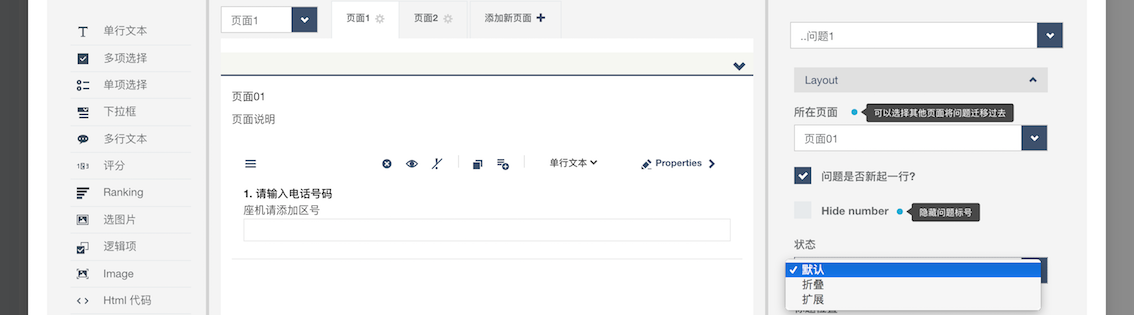 单行文本
多项选择
单项选择
下拉框
多行文本
评分
Ranking
选图片
逻辑项
Image
Html 代码
页面1
页面1
页面2
添加新页面
页面01
页面说明
单行文本
Properties
1. 请输入电话号码
座机请添加区号
..问题1
Layout
所在页面
可以选择其他页面将问题迁移过去
页面01
问题是否新起一行?
Hide number
隐藏问题标号
状态
默认
折叠
扩展